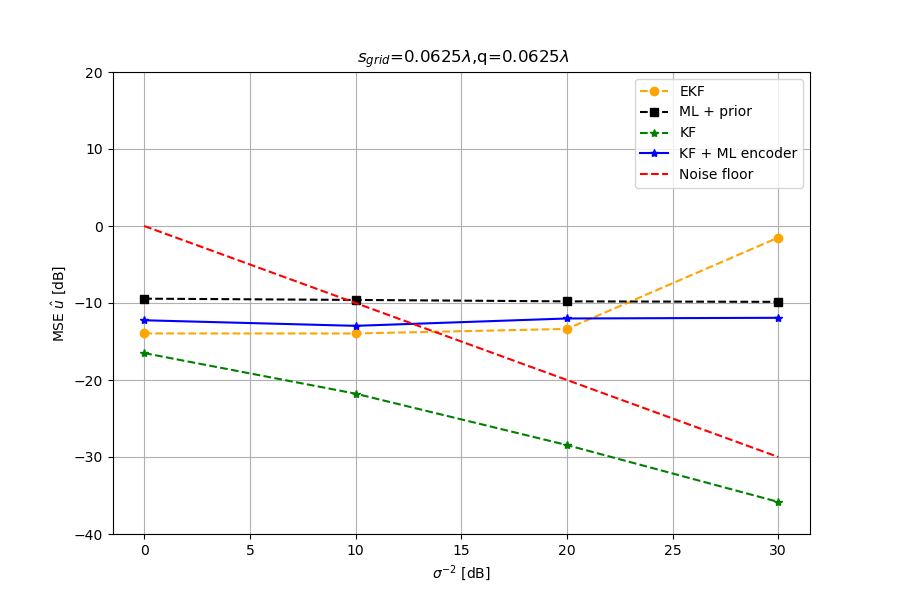 s_grid=0.0625λ,q=0.0625λ
20
10
0
−10
−20
−30
−40
MSE û [dB]
EKF
ML + prior
KF
KF + ML encoder
Noise floor
0 5 10 15 20 25 30
σ⁻² [dB]